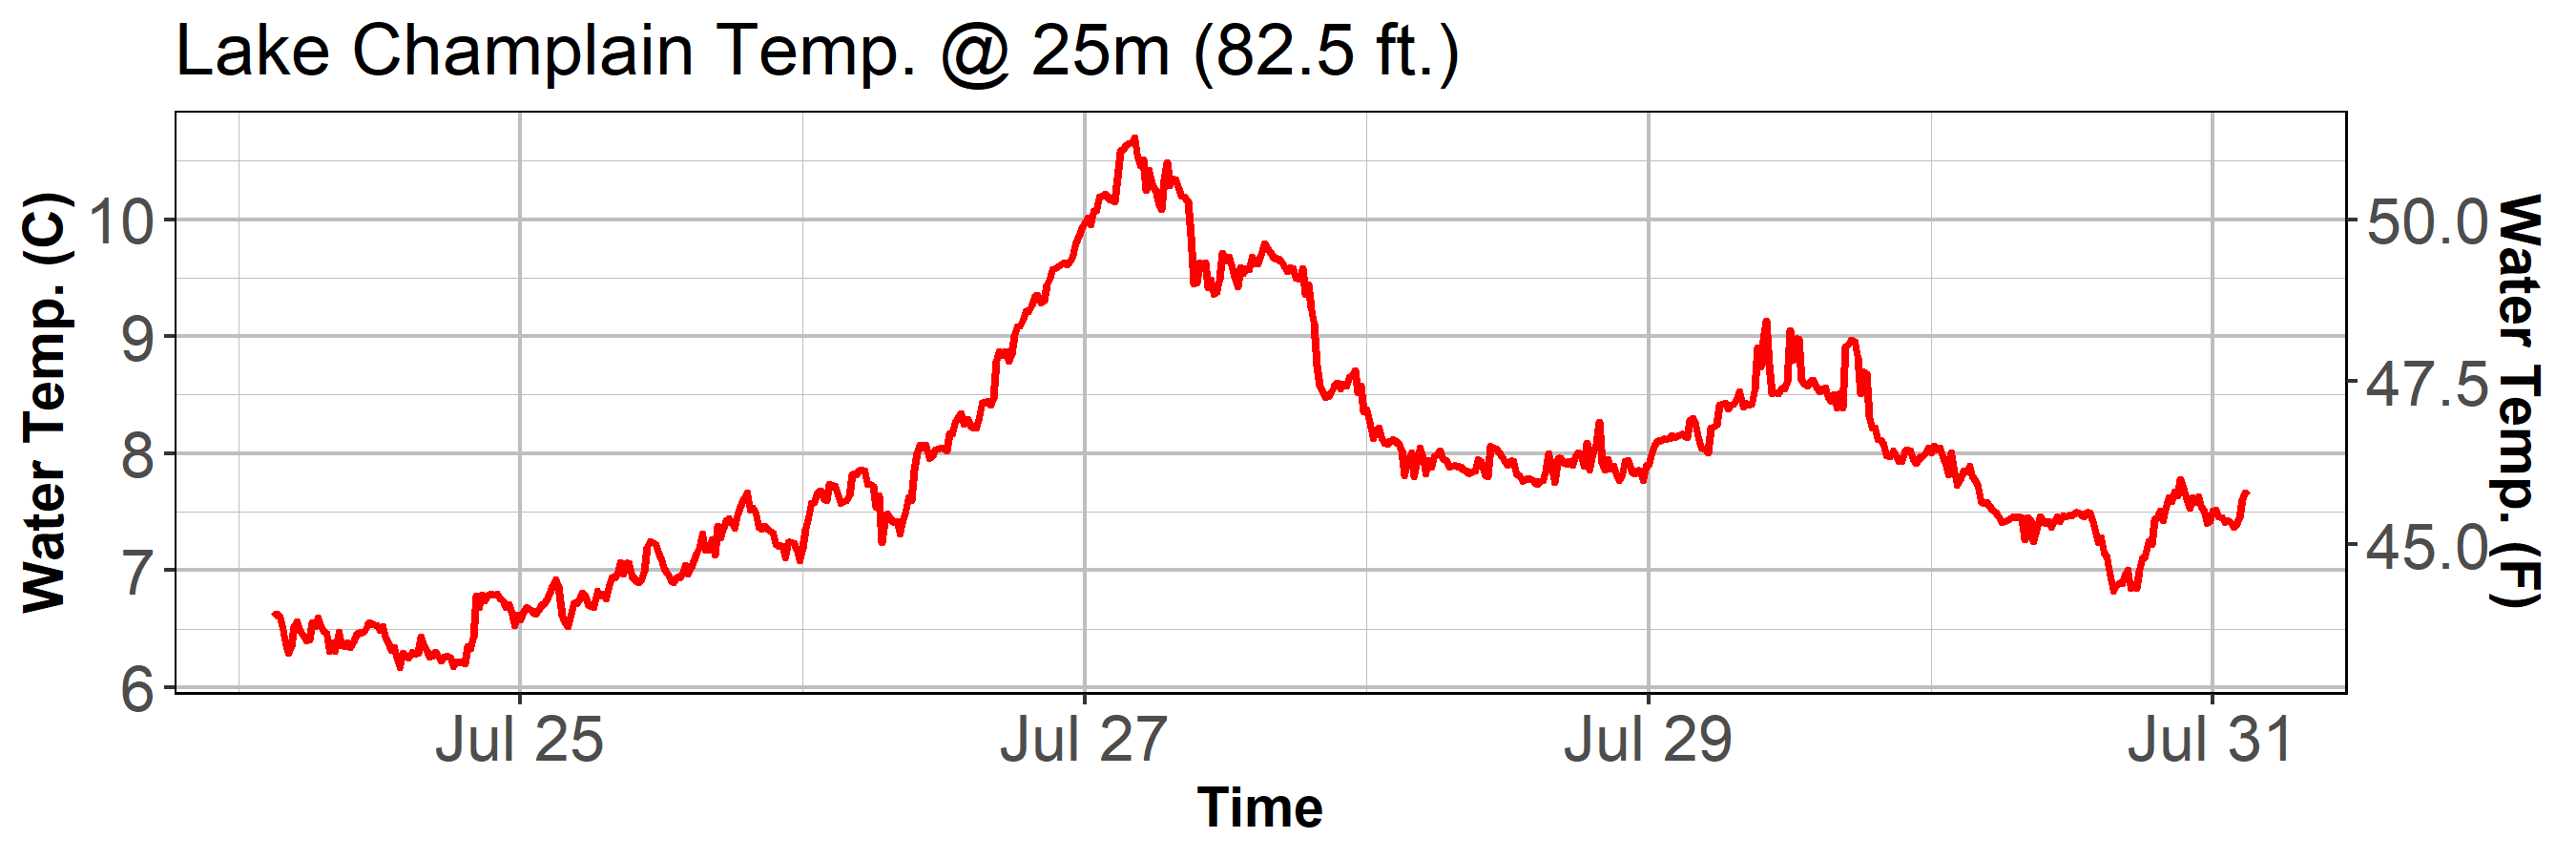 Lake Champlain Temp. @ 25m (82.5 ft.)
Water Temp. (C)
10
9
8
7
6
50.0
47.5
45.0
Water Temp. (F)
Jul 25 Jul 27 Jul 29 Jul 31
Time